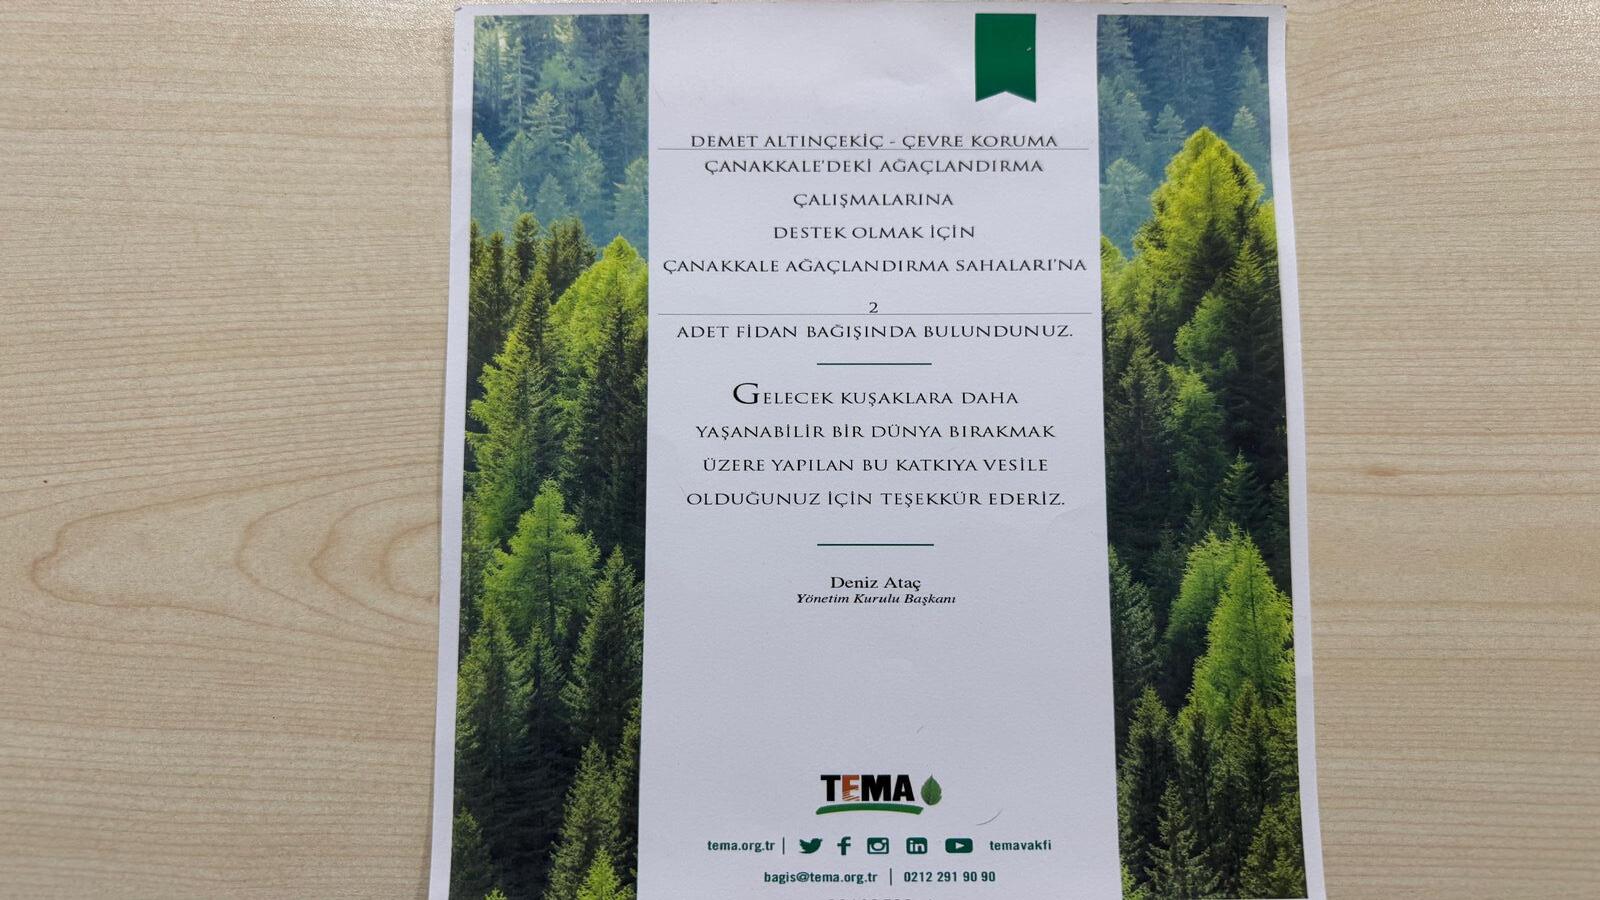 DEMET ALTINÇEKİÇ - ÇEVRE KORUMA
ÇANAKKALE'DEKİ AĞAÇLANDIRMA
ÇALIŞMALARINA
DESTEK OLMAK İÇİN
ÇANAKKALE AĞAÇLANDIRMA SAHALARI'NA
2
ADET FİDAN BAĞIŞINDA BULUNDUNUZ.
GELECEK KUŞAKLARA DAHA
YAŞANABİLİR BİR DÜNYA BIRAKMAK
ÜZERE YAPILAN BU KATKIYA VESİLE
OLDUĞUNUZ İÇİN TEŞEKKÜR EDERİZ.
Deniz Ataç
Yönetim Kurulu Başkanı
TEMA
tema.org.tr | temavakfi
bagis@tema.org.tr | 0212 291 90 90